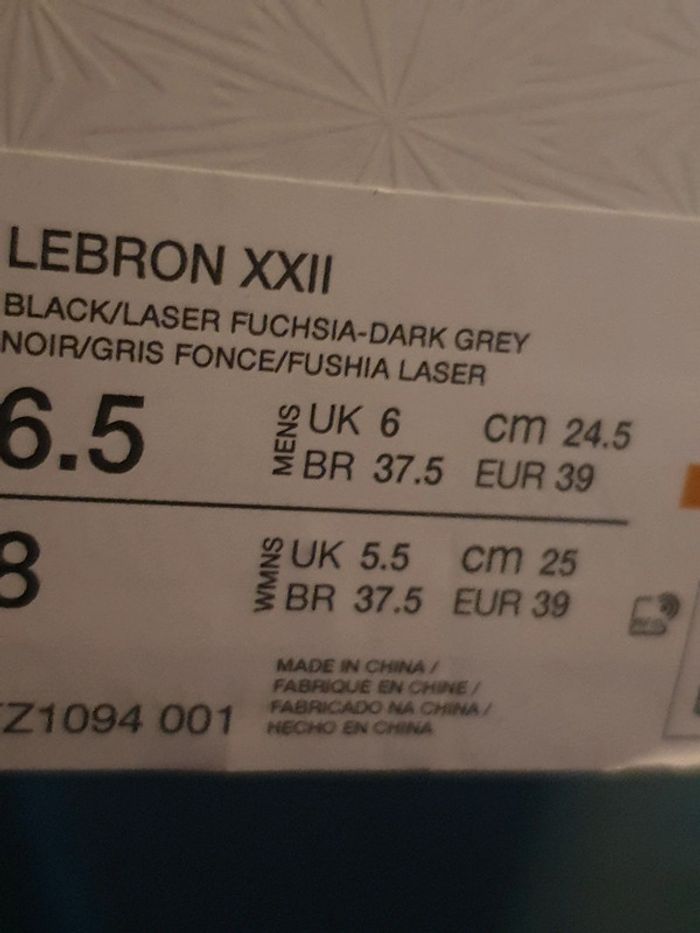 LEBRON XXII
BLACK/LASER FUCHSIA-DARK GREY
NOIR/GRIS FONCE/FUSHIA LASER
6.5 MENS UK 6 cm 24.5
BR 37.5 EUR 39
8 WMNS UK 5.5 cm 25
BR 37.5 EUR 39
MADE IN CHINA /
FABRIQUE EN CHINE /
FABRICADO NA CHINA /
HECHO EN CHINA
Z1094 001